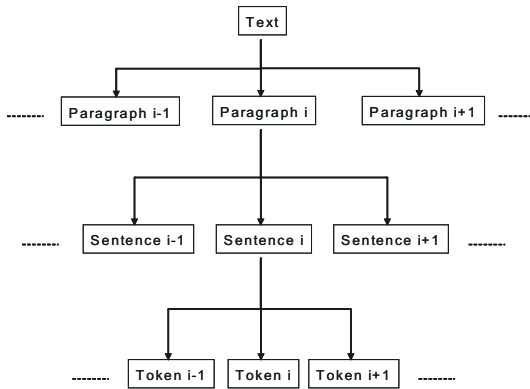 Text
Paragraph i-1 Paragraph i Paragraph i+1
Sentence i-1 Sentence i Sentence i+1
Token i-1 Token i Token i+1